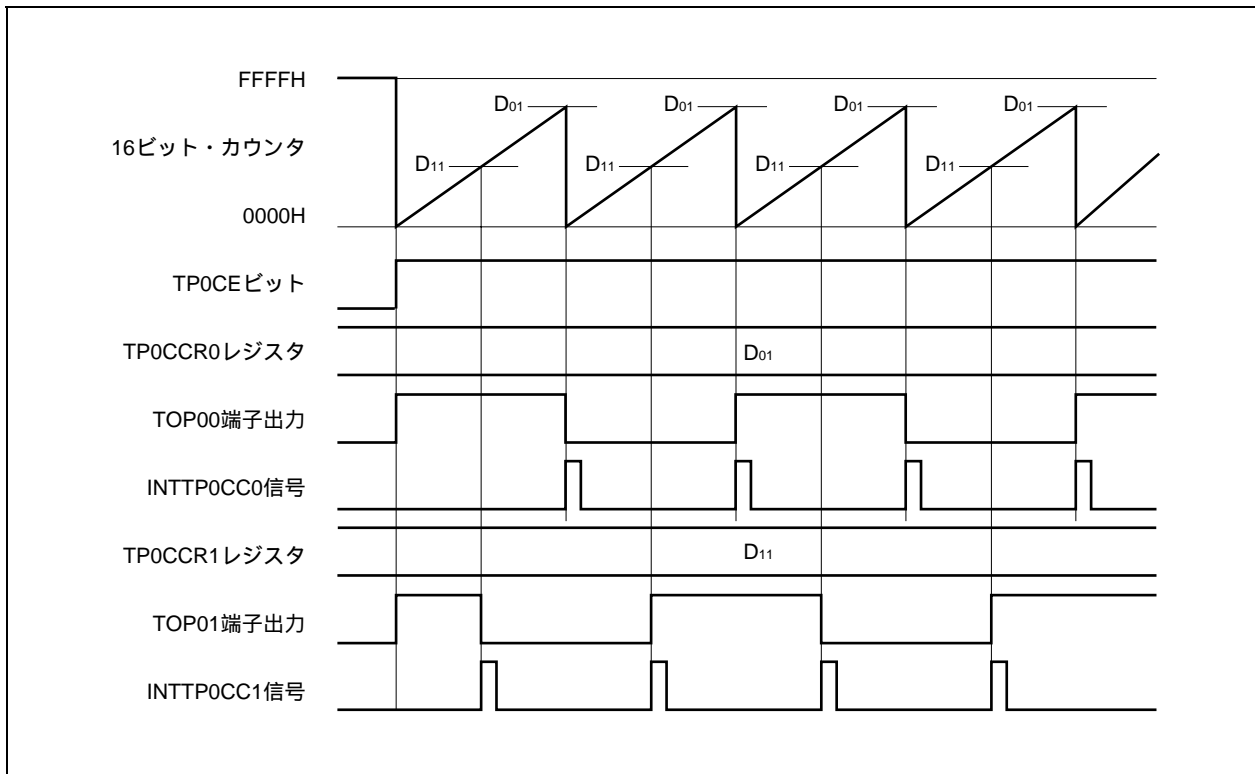 FFFFH
D01 D01 D01 D01
16ビット・カウンタ
D11 D11 D11 D11
0000H
TP0CEビット
TP0CCR0レジスタ D01
TOP00端子出力
INTTP0CC0信号
TP0CCR1レジスタ D11
TOP01端子出力
INTTP0CC1信号